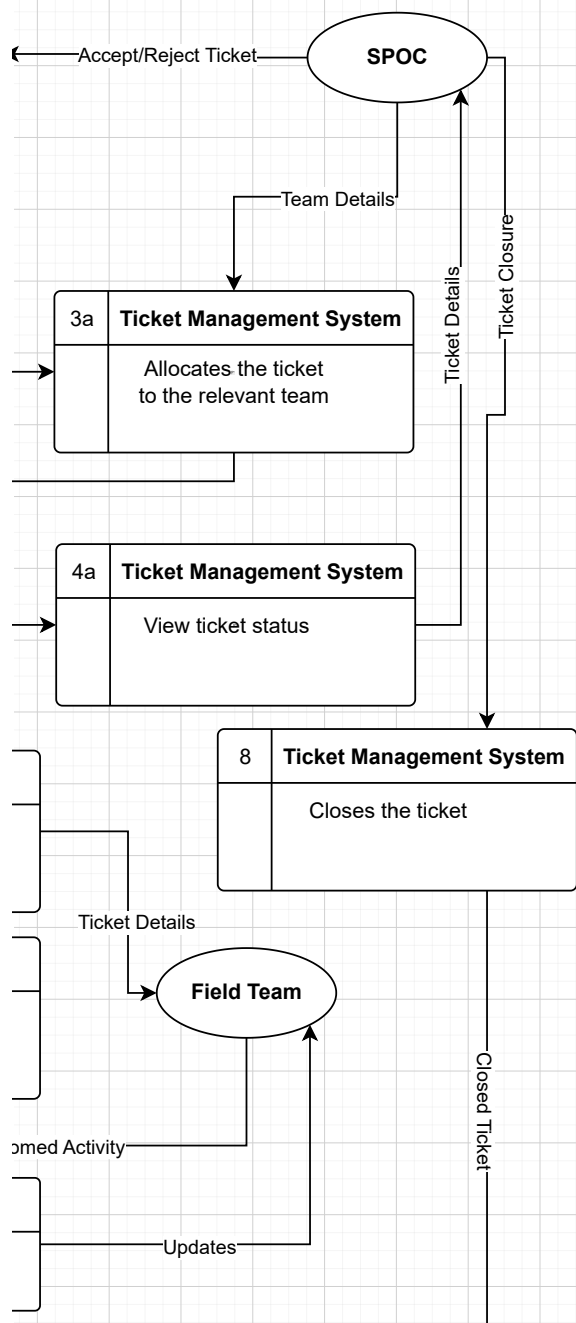 Accept/Reject Ticket
SPOC
Team Details
Ticket Details
Ticket Closure
3a
Ticket Management System
Allocates the ticket
to the relevant team
4a
Ticket Management System
View ticket status
8
Ticket Management System
Closes the ticket
Ticket Details
Field Team
Closed Ticket
Activity
Updates